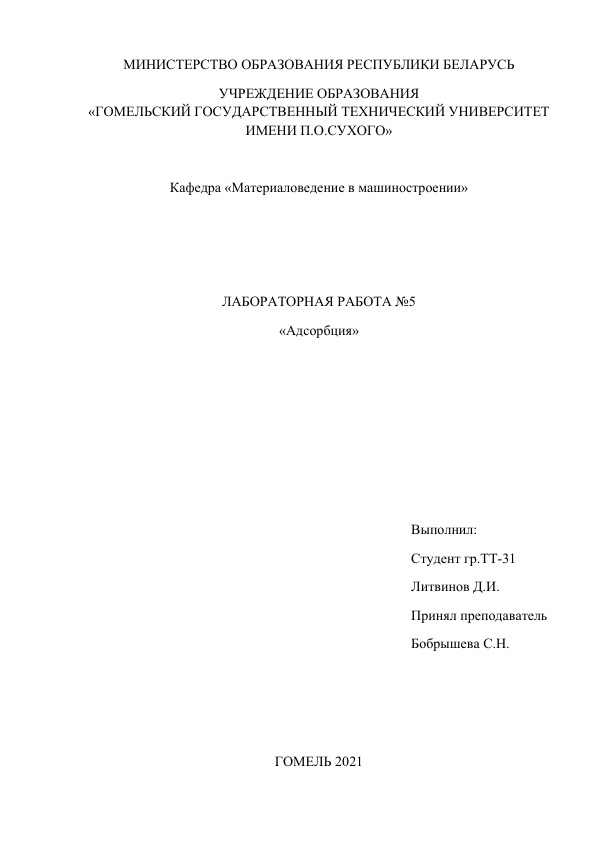 МИНИСТЕРСТВО ОБРАЗОВАНИЯ РЕСПУБЛИКИ БЕЛАРУСЬ
УЧРЕЖДЕНИЕ ОБРАЗОВАНИЯ
«ГОМЕЛЬСКИЙ ГОСУДАРСТВЕННЫЙ ТЕХНИЧЕСКИЙ УНИВЕРСИТЕТ
ИМЕНИ П.О.СУХОГО»
Кафедра «Материаловедение в машиностроении»
ЛАБОРАТОРНАЯ РАБОТА №5
«Адсорбция»
Выполнил:
Студент гр.ТТ-31
Литвинов Д.И.
Принял преподаватель
Бобрышева С.Н.
ГОМЕЛЬ 2021